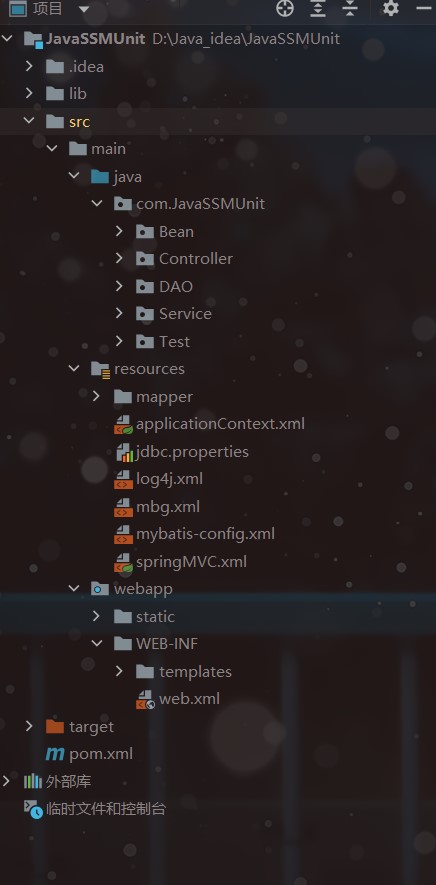 项目
JavaSSMUnit D:\Java_idea\JavaSSMUnit
.idea
lib
src
main
java
com.JavaSSMUnit
Bean
Controller
DAO
Service
Test
resources
mapper
applicationContext.xml
jdbc.properties
log4j.xml
mbg.xml
mybatis-config.xml
springMVC.xml
webapp
static
WEB-INF
templates
web.xml
target
pom.xml
外部库
临时文件和控制台